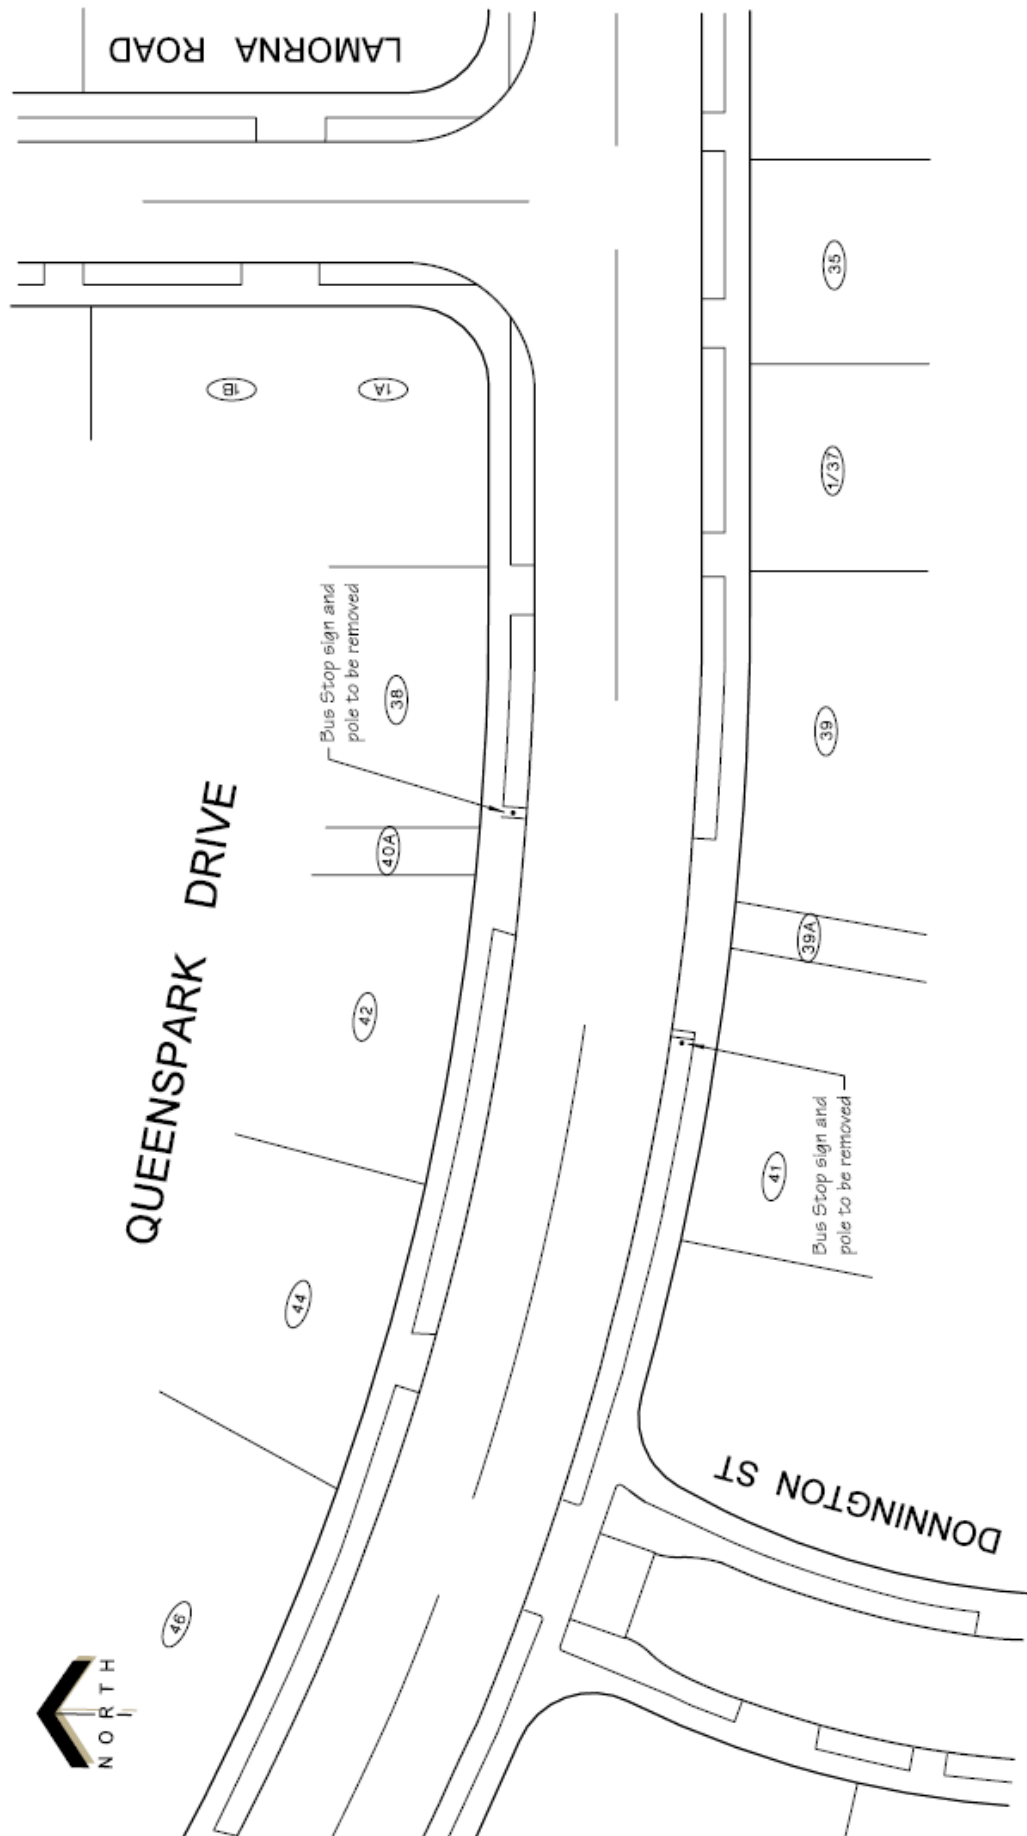 LAMORNA ROAD
1B
1A
35
1/37
Bus Stop sign and
pole to be removed
38
39
QUEENSPARK DRIVE
40A
39A
42
41
Bus Stop sign and
pole to be removed
44
DONNINGTON ST
46
NORTH